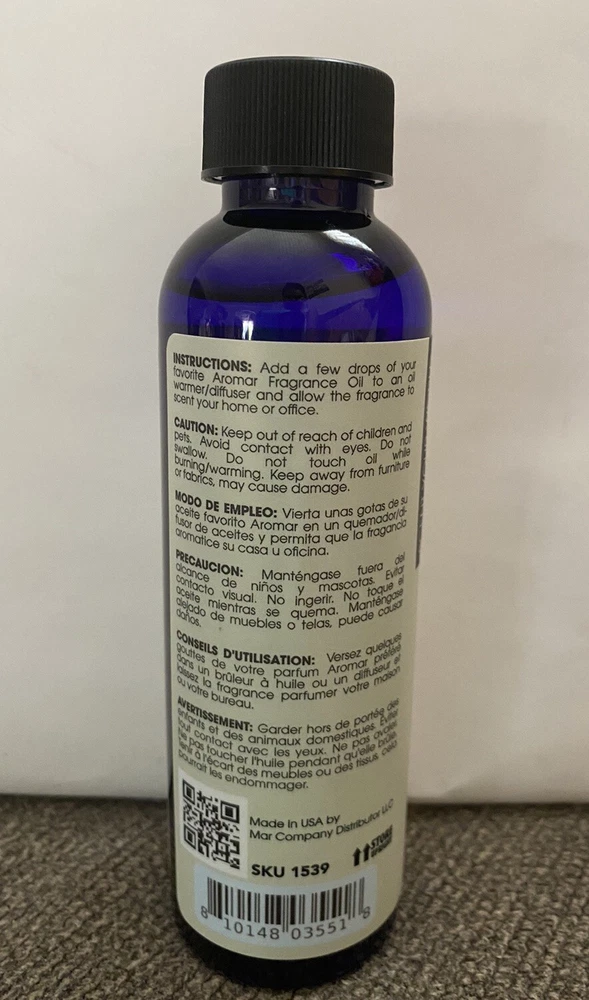 INSTRUCTIONS: Add a few drops of your
favorite Aromar Fragrance Oil to an oil
warmer/diffuser and allow the fragrance to
scent your home or office.
CAUTION: Keep out of reach of children and
pets. Avoid contact with eyes. Do not
swallow. Do not touch oil while
burning/warming. Keep away from furniture
or fabrics, may cause damage.
MODO DE EMPLEO: Vierta unas gotas de su
aceite favorito Aromar en un quemador/di-
fusor de aceites y permita que la fragancia
aromatice su casa u oficina.
PRECAUCION: Manténgase fuera del
alcance de niños y mascotas. Evitar
contacto visual. No ingerir. No toque el
aceite mientras se quema. Manténgase
alejado de muebles o telas, puede causar
daños.
CONSEILS D'UTILISATION: Versez quelques
gouttes de votre parfum Aromar préféré
dans un brûleur à huile ou un diffuseur et
laissez la fragrance parfumer votre maison
ou votre bureau.
AVERTISSEMENT: Garder hors de portée des
enfants et des animaux domestiques. Éviter
tout contact avec les yeux. Ne pas avaler.
Ne pas toucher l'huile pendant qu'elle brûle.
Tenir à l'écart des meubles ou des tissus, cela
pourrait les endommager.
Made In USA by
Mar Company Distributor LLC
STORE
UPRIGHT
SKU 1539
8 10148 03551 8